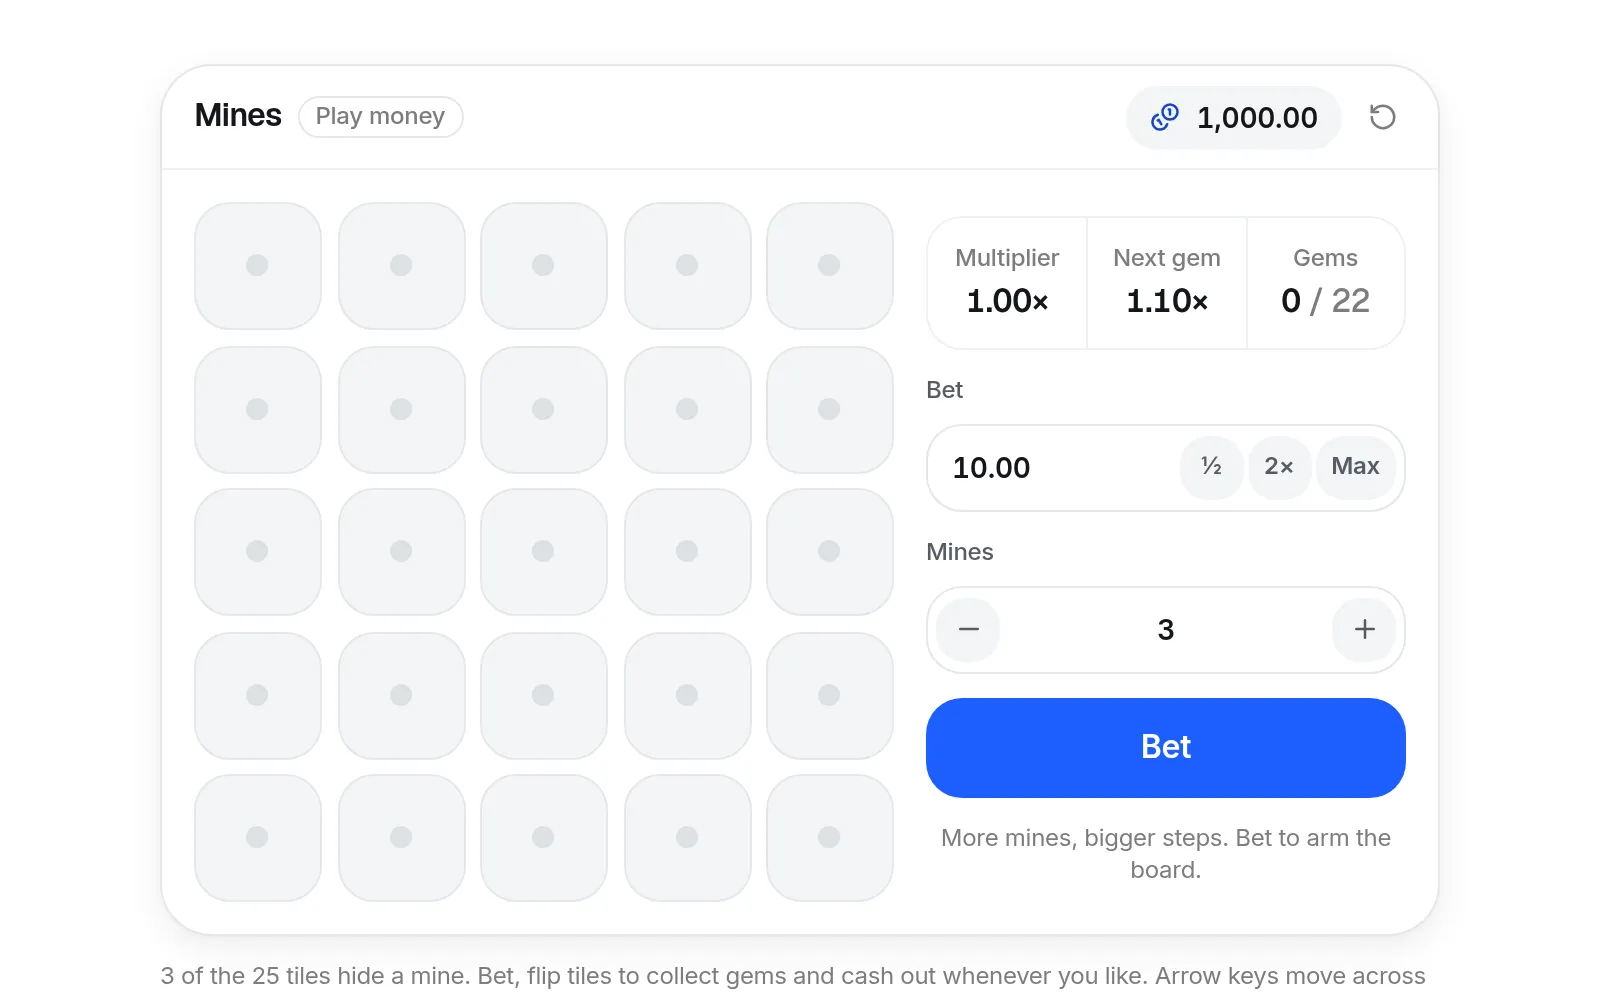 Mines Play money 1,000.00
Multiplier Next gem Gems
1.00× 1.10× 0 / 22
Bet
10.00 ½ 2× Max
Mines
3
Bet
More mines, bigger steps. Bet to arm the
board.
3 of the 25 tiles hide a mine. Bet, flip tiles to collect gems and cash out whenever you like. Arrow keys move across